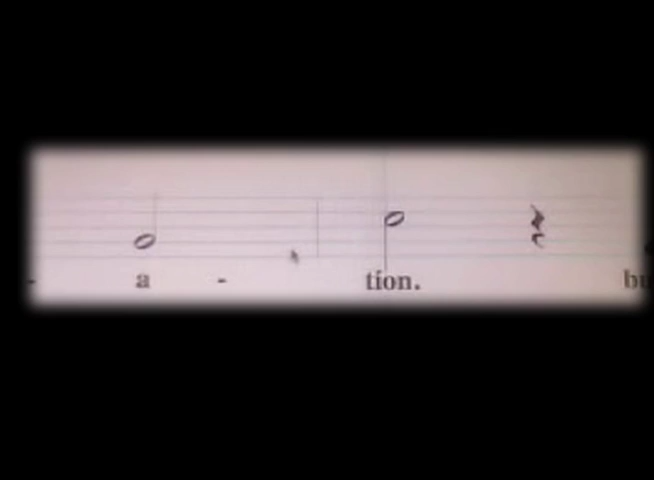 - a - tion.